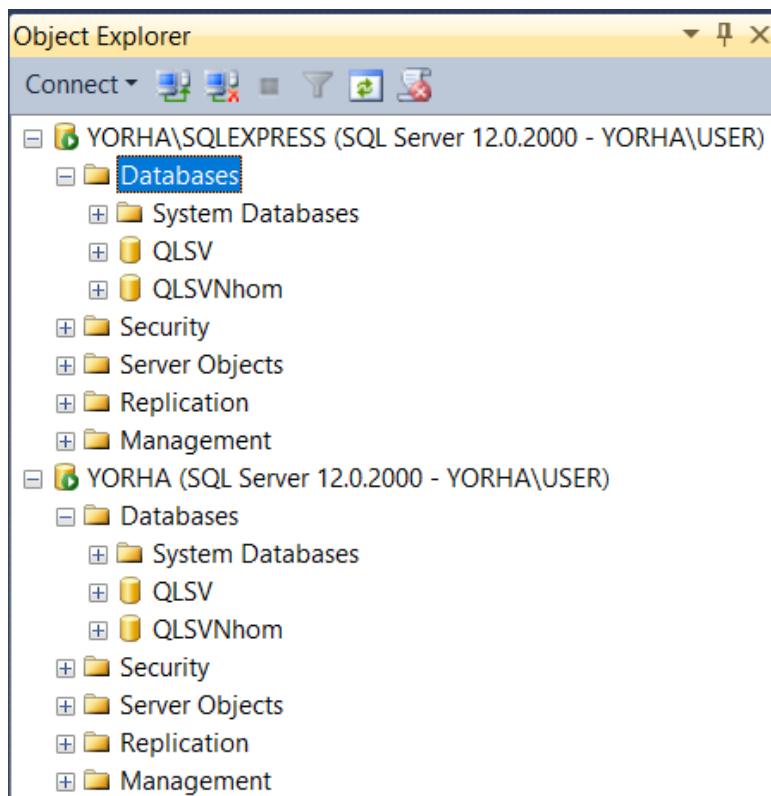 Object Explorer
Connect
YORHA\SQLEXPRESS (SQL Server 12.0.2000 - YORHA\USER)
Databases
System Databases
QLSV
QLSVNhom
Security
Server Objects
Replication
Management
YORHA (SQL Server 12.0.2000 - YORHA\USER)
Databases
System Databases
QLSV
QLSVNhom
Security
Server Objects
Replication
Management